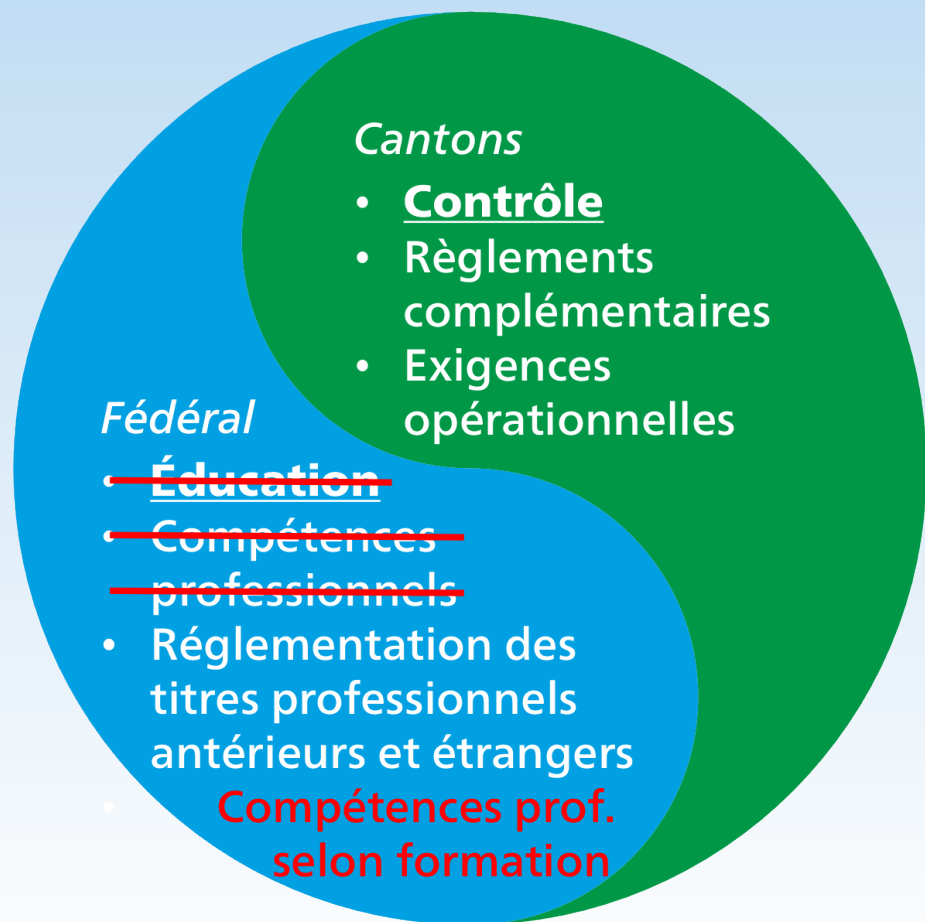 Cantons
• Contrôle
• Règlements
complémentaires
• Exigences
opérationnelles
Fédéral
• Éducation
• Compétences
professionnels
• Réglementation des
titres professionnels
antérieurs et étrangers
• Compétences prof.
selon formation